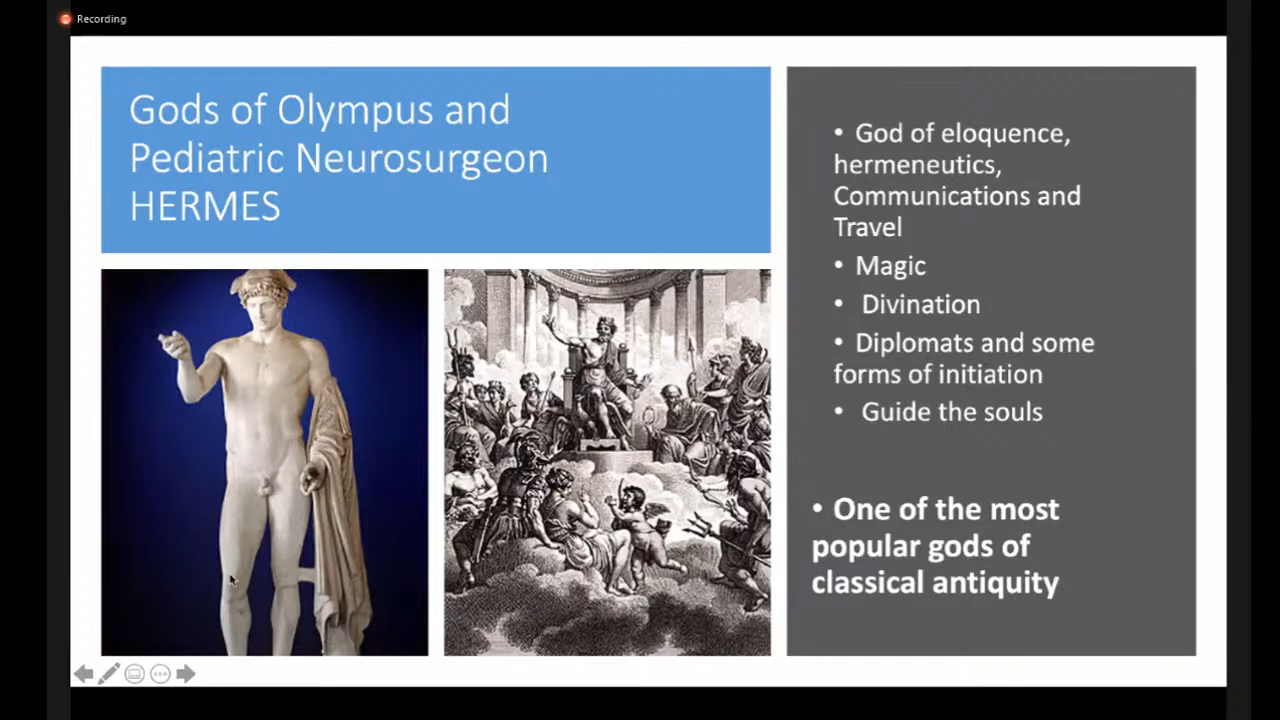 Recording
Gods of Olympus and
Pediatric Neurosurgeon
HERMES
• God of eloquence,
hermeneutics,
Communications and
Travel
• Magic
• Divination
• Diplomats and some
forms of initiation
• Guide the souls
• One of the most
popular gods of
classical antiquity